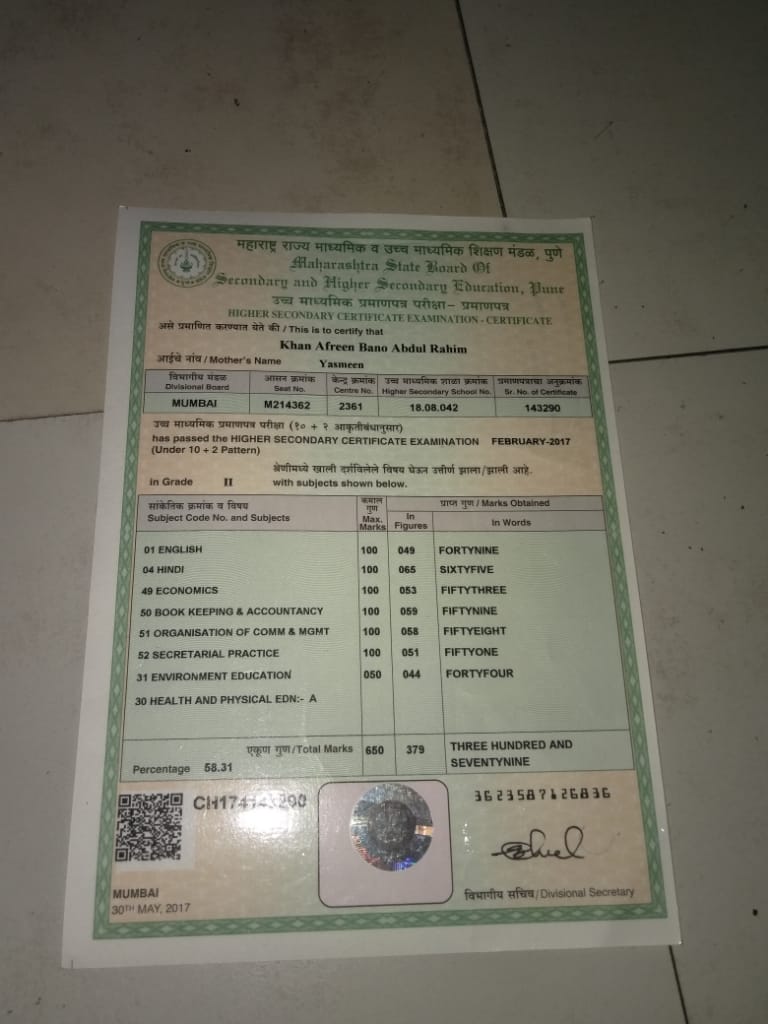 महाराष्ट्र राज्य माध्यमिक व उच्च माध्यमिक शिक्षण मंडळ, पुणे
Maharashtra State Board Of
Secondary and Higher Secondary Education, Pune
उच्च माध्यमिक प्रमाणपत्र परीक्षा - प्रमाणपत्र
HIGHER SECONDARY CERTIFICATE EXAMINATION - CERTIFICATE
असे प्रमाणित करण्यात येते की / This is to certify that
Khan Afreen Bano Abdul Rahim
आईचे नांव / Mother's Name Yasmeen
विभागीय मंडळ आसन क्रमांक केन्द्र क्रमांक उच्च माध्यमिक शाळा क्रमांक प्रमाणपत्राचा अनुक्रमांक
Divisional Board Seat No. Centre No. Higher Secondary School No. Sr. No. of Certificate
MUMBAI M214362 2361 18.08.042 143290
उच्च माध्यमिक प्रमाणपत्र परीक्षा (१० + २ आकृतीबंधानुसार)
has passed the HIGHER SECONDARY CERTIFICATE EXAMINATION FEBRUARY-2017
(Under 10 + 2 Pattern)
श्रेणीमध्ये खाली दर्शविलेले विषय घेऊन उत्तीर्ण झाला/झाली आहे.
in Grade II with subjects shown below.
सांकेतिक क्रमांक व विषय कमाल गुण प्राप्त गुण / Marks Obtained
Subject Code No. and Subjects Max. Marks In Figures In Words
01 ENGLISH 100 049 FORTYNINE
04 HINDI 100 065 SIXTYFIVE
49 ECONOMICS 100 053 FIFTYTHREE
50 BOOK KEEPING & ACCOUNTANCY 100 059 FIFTYNINE
51 ORGANISATION OF COMM & MGMT 100 058 FIFTYEIGHT
52 SECRETARIAL PRACTICE 100 051 FIFTYONE
31 ENVIRONMENT EDUCATION 050 044 FORTYFOUR
30 HEALTH AND PHYSICAL EDN:- A
एकूण गुण/Total Marks 650 379 THREE HUNDRED AND
SEVENTYNINE
Percentage 58.31
3623587126836
MUMBAI
30TH MAY, 2017
विभागीय सचिव/Divisional Secretary